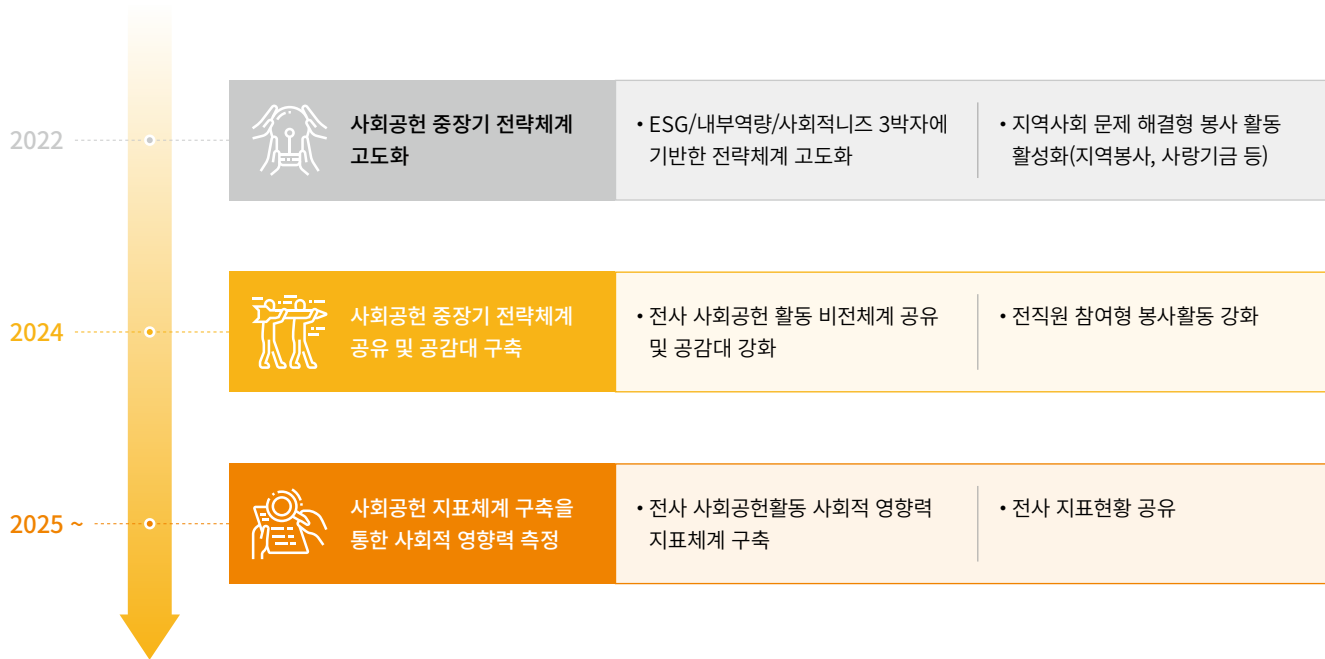 2022
사회공헌 중장기 전략체계
고도화
• ESG/내부역량/사회적니즈 3박자에
기반한 전략체계 고도화
• 지역사회 문제 해결형 봉사 활동
활성화(지역봉사, 사랑기금 등)
2024
사회공헌 중장기 전략체계
공유 및 공감대 구축
• 전사 사회공헌 활동 비전체계 공유
및 공감대 강화
• 전직원 참여형 봉사활동 강화
2025 ~
사회공헌 지표체계 구축을
통한 사회적 영향력 측정
• 전사 사회공헌활동 사회적 영향력
지표체계 구축
• 전사 지표현황 공유